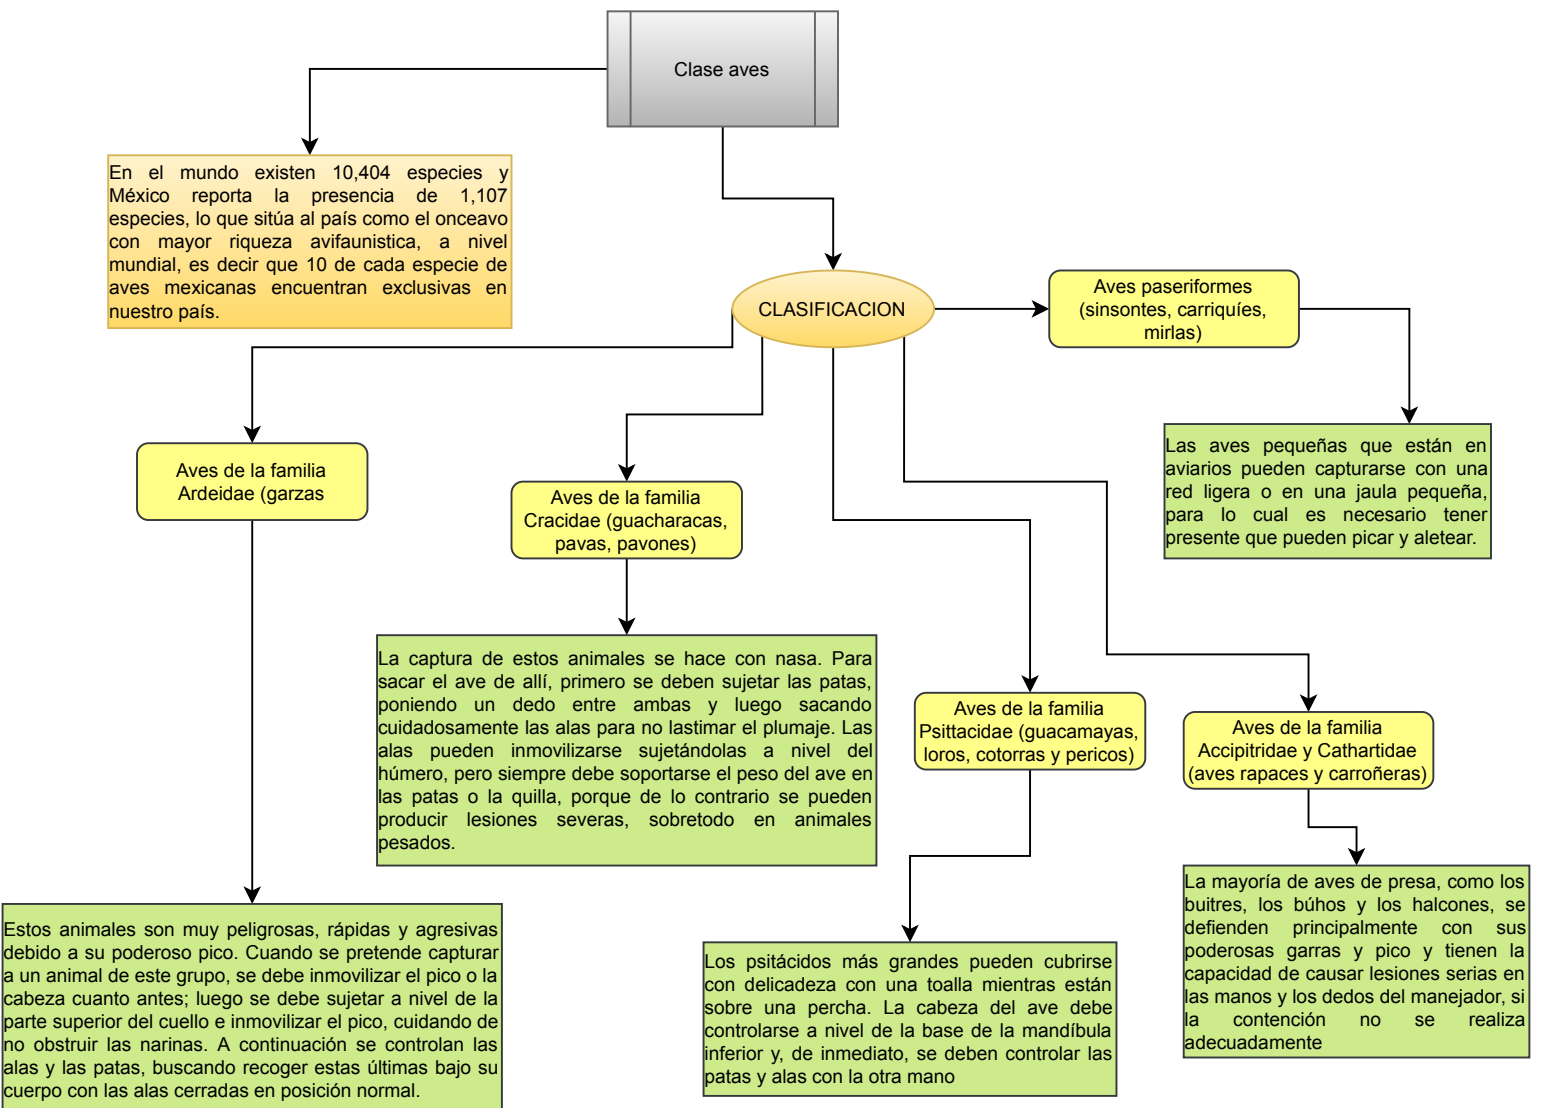 Clase aves
En el mundo existen 10,404 especies y
México reporta la presencia de 1,107
especies, lo que sitúa al país como el onceavo
con mayor riqueza avifaunistica, a nivel
mundial, es decir que 10 de cada especie de
aves mexicanas encuentran exclusivas en
nuestro país.
CLASIFICACION
Aves paseriformes
(sinsontes, carriquíes,
mirlas)
Las aves pequeñas que están en
aviarios pueden capturarse con una
red ligera o en una jaula pequeña,
para lo cual es necesario tener
presente que pueden picar y aletear.
Aves de la familia
Ardeidae (garzas
Aves de la familia
Cracidae (guacharacas,
pavas, pavones)
La captura de estos animales se hace con nasa. Para
sacar el ave de allí, primero se deben sujetar las patas,
poniendo un dedo entre ambas y luego sacando
cuidadosamente las alas para no lastimar el plumaje. Las
alas pueden inmovilizarse sujetándolas a nivel del
húmero, pero siempre debe soportarse el peso del ave en
las patas o la quilla, porque de lo contrario se pueden
producir lesiones severas, sobretodo en animales
pesados.
Aves de la familia
Psittacidae (guacamayas,
loros, cotorras y pericos)
Aves de la familia
Accipitridae y Cathartidae
(aves rapaces y carroñeras)
Estos animales son muy peligrosas, rápidas y agresivas
debido a su poderoso pico. Cuando se pretende capturar
a un animal de este grupo, se debe inmovilizar el pico o la
cabeza cuanto antes; luego se debe sujetar a nivel de la
parte superior del cuello e inmovilizar el pico, cuidando de
no obstruir las narinas. A continuación se controlan las
alas y las patas, buscando recoger estas últimas bajo su
cuerpo con las alas cerradas en posición normal.
Los psitácidos más grandes pueden cubrirse
con delicadeza con una toalla mientras están
sobre una percha. La cabeza del ave debe
controlarse a nivel de la base de la mandíbula
inferior y, de inmediato, se deben controlar las
patas y alas con la otra mano
La mayoría de aves de presa, como los
buitres, los búhos y los halcones, se
defienden principalmente con sus
poderosas garras y pico y tienen la
capacidad de causar lesiones serias en
las manos y los dedos del manejador, si
la contención no se realiza
adecuadamente